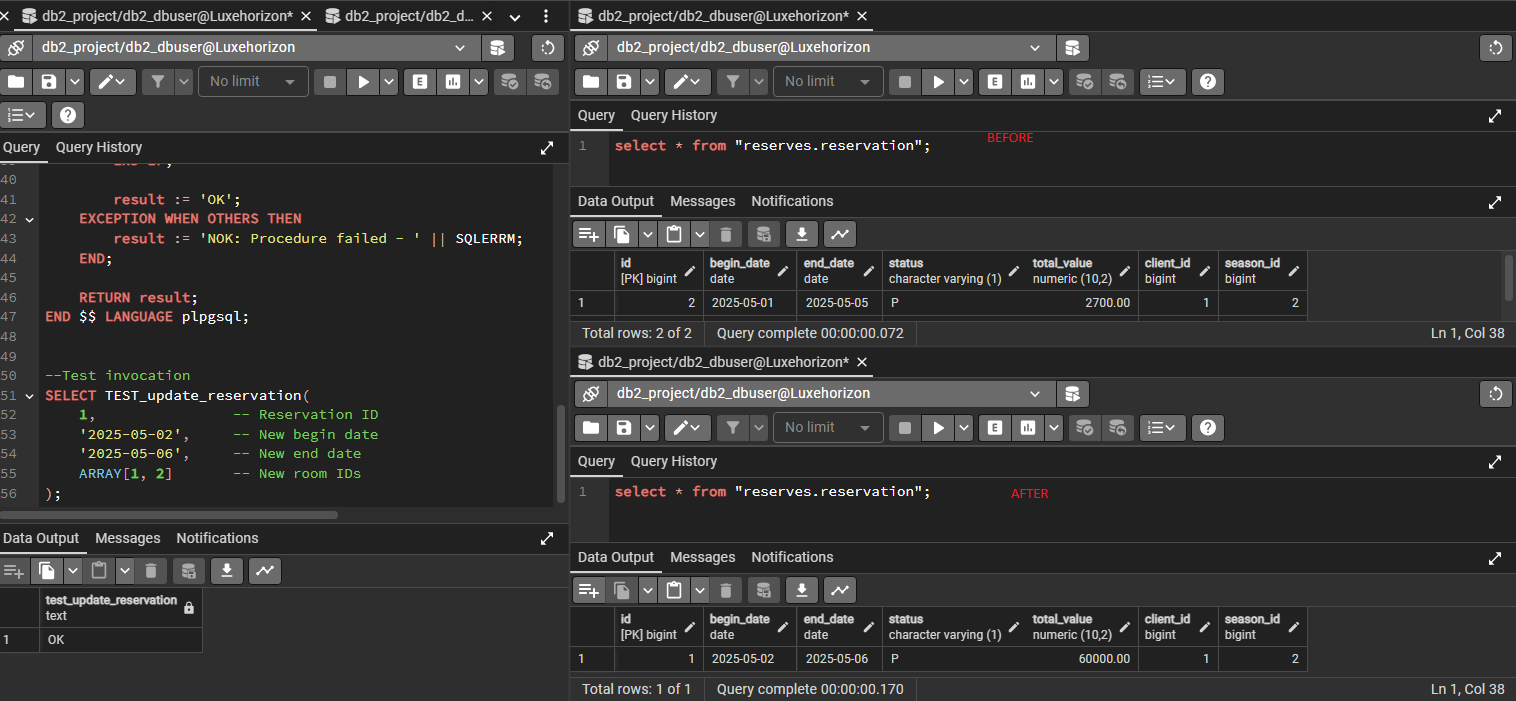 db2_project/db2_dbuser@Luxehorizon*
db2_project/db2_d...
db2_project/db2_dbuser@Luxehorizon
No limit
E
Query
Query History
40
41 result := 'OK';
42 EXCEPTION WHEN OTHERS THEN
43 result := 'NOK: Procedure failed - ' || SQLERRM;
44 END;
45
46 RETURN result;
47 END $$ LANGUAGE plpgsql;
48
49
50 --Test invocation
51 SELECT TEST_update_reservation(
52 1, -- Reservation ID
53 '2025-05-02', -- New begin date
54 '2025-05-06', -- New end date
55 ARRAY[1, 2] -- New room IDs
56 );
Data Output
Messages
Notifications
test_update_reservation
text
1 OK
db2_project/db2_dbuser@Luxehorizon*
db2_project/db2_dbuser@Luxehorizon
No limit
E
Query
Query History
1 select * from "reserves.reservation";
BEFORE
Data Output
Messages
Notifications
id begin_date end_date status total_value client_id season_id
[PK] bigint date date character varying (1) numeric (10,2) bigint bigint
1 2 2025-05-01 2025-05-05 P 2700.00 1 2
Total rows: 2 of 2 Query complete 00:00:00.072 Ln 1, Col 38
db2_project/db2_dbuser@Luxehorizon*
db2_project/db2_dbuser@Luxehorizon
No limit
E
Query
Query History
1 select * from "reserves.reservation";
AFTER
Data Output
Messages
Notifications
id begin_date end_date status total_value client_id season_id
[PK] bigint date date character varying (1) numeric (10,2) bigint bigint
1 1 2025-05-02 2025-05-06 P 60000.00 1 2
Total rows: 1 of 1 Query complete 00:00:00.170 Ln 1, Col 38